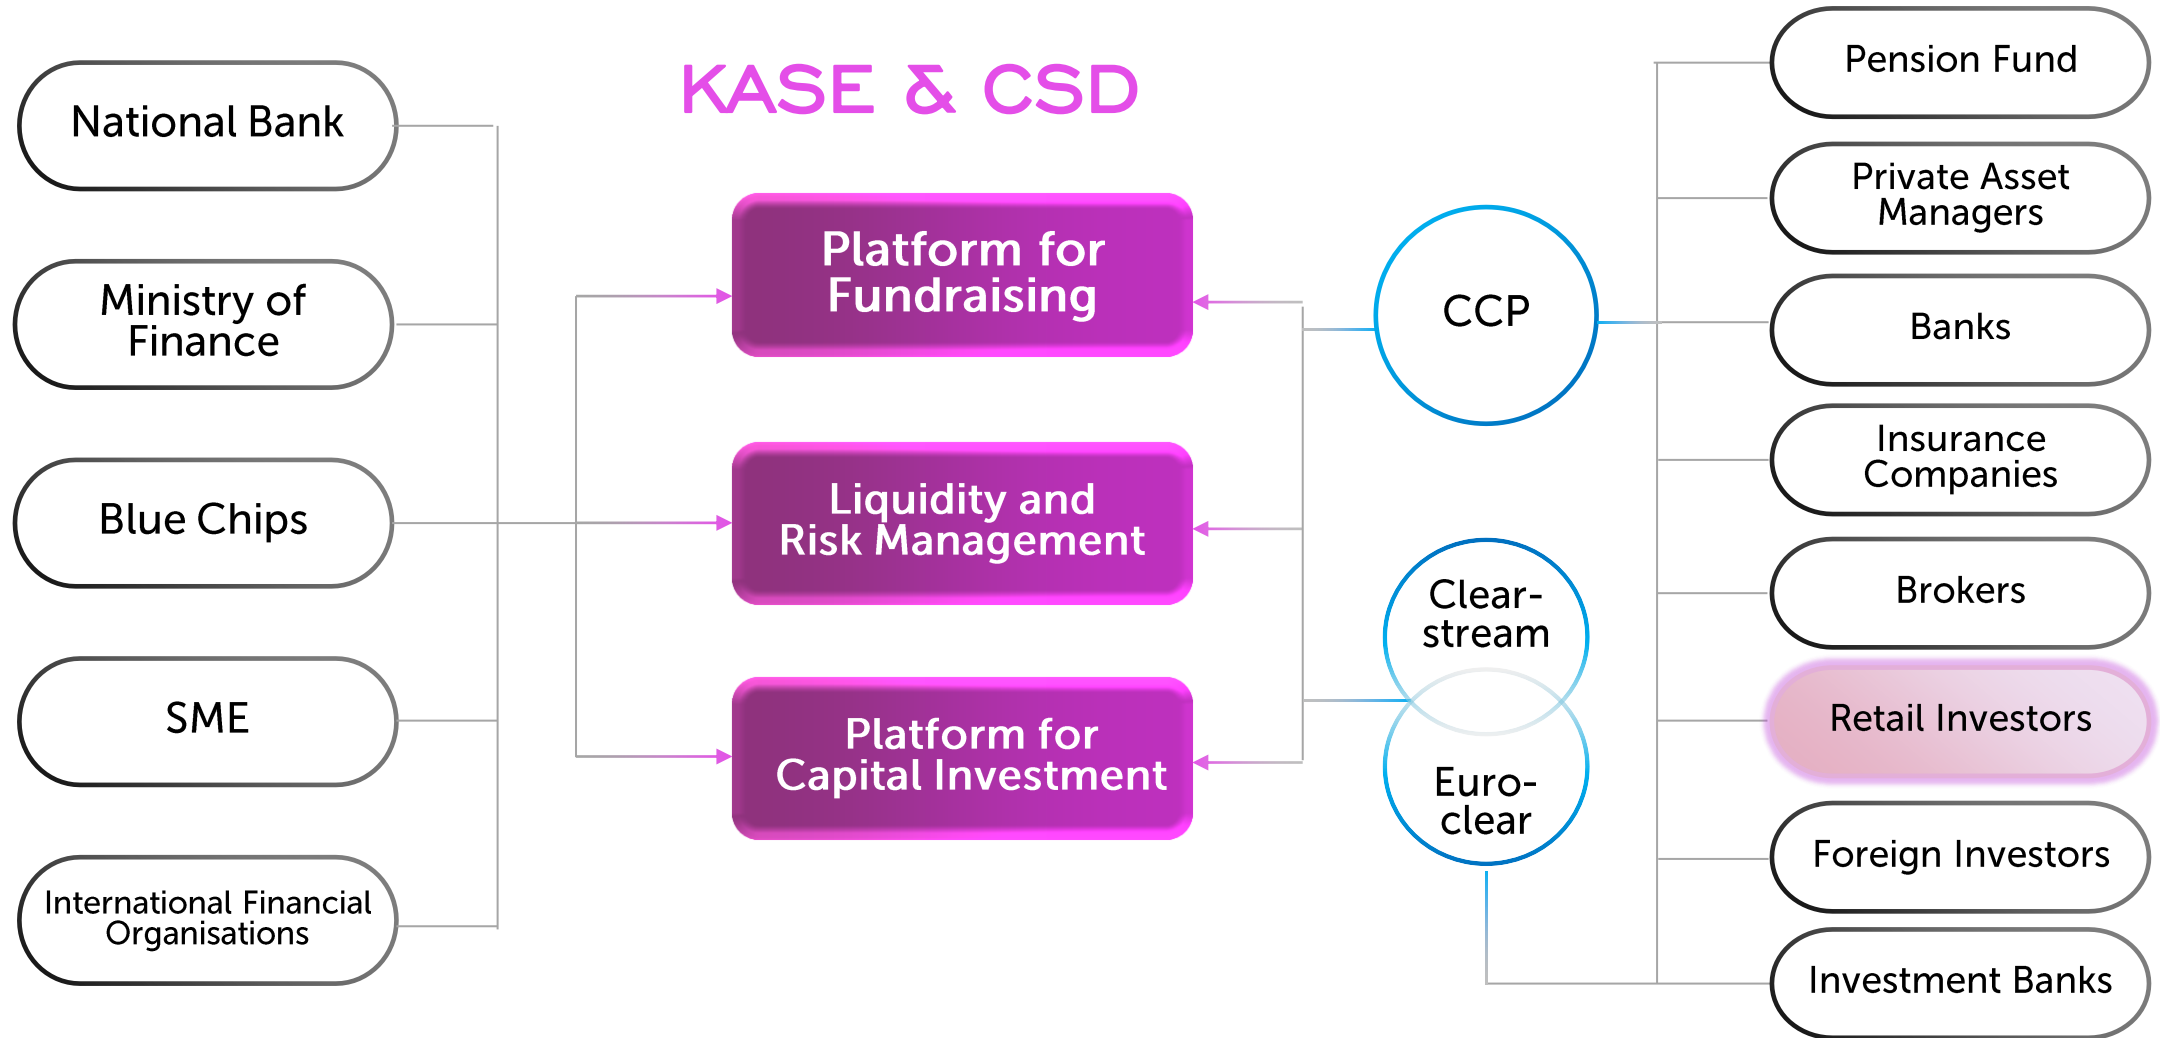 KASE & CSD
National Bank
Ministry of
Finance
Blue Chips
SME
International Financial
Organisations
Platform for
Fundraising
Liquidity and
Risk Management
Platform for
Capital Investment
CCP
Clear-
stream
Euro-
clear
Pension Fund
Private Asset
Managers
Banks
Insurance
Companies
Brokers
Retail Investors
Foreign Investors
Investment Banks